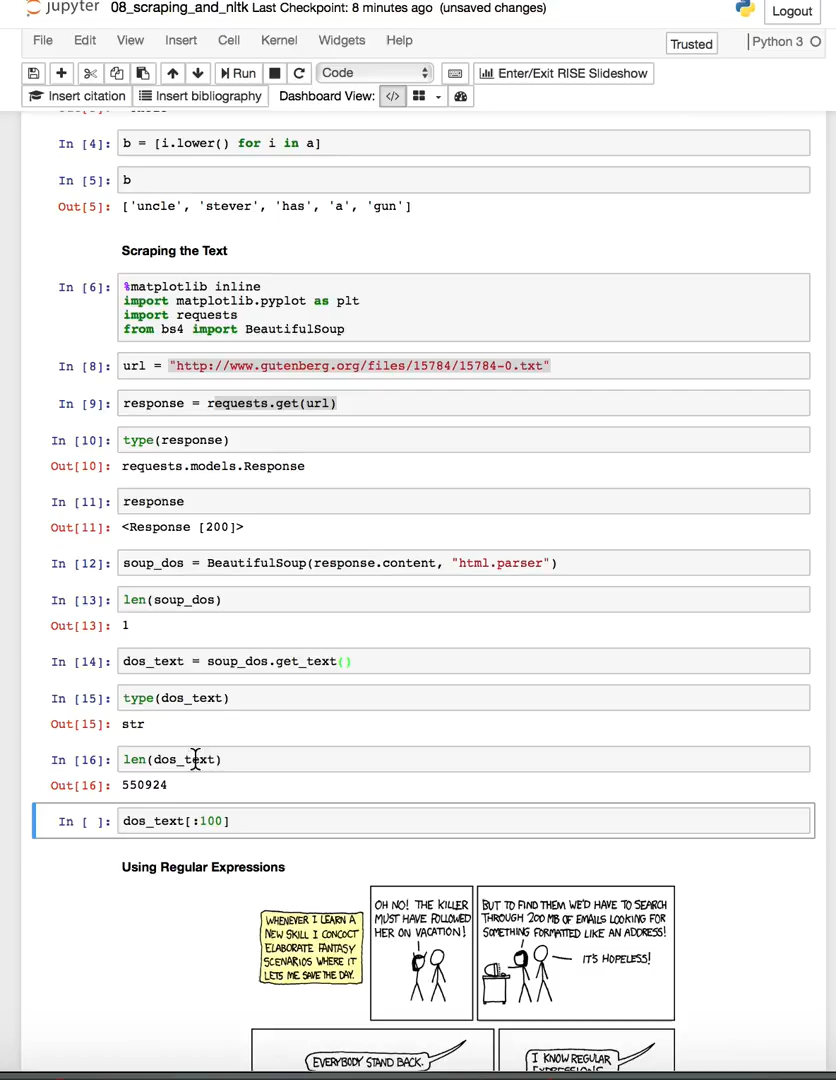 jupyter 08_scraping_and_nltk Last Checkpoint: 8 minutes ago (unsaved changes)
Logout
File Edit View Insert Cell Kernel Widgets Help
Trusted
Python 3
Run
Code
Enter/Exit RISE Slideshow
Insert citation
Insert bibliography
Dashboard View:
In [4]: b = [i.lower() for i in a]
In [5]: b
Out[5]: ['uncle', 'stever', 'has', 'a', 'gun']
Scraping the Text
In [6]: %matplotlib inline
import matplotlib.pyplot as plt
import requests
from bs4 import BeautifulSoup
In [8]: url = "http://www.gutenberg.org/files/15784/15784-0.txt"
In [9]: response = requests.get(url)
In [10]: type(response)
Out[10]: requests.models.Response
In [11]: response
Out[11]: <Response [200]>
In [12]: soup_dos = BeautifulSoup(response.content, "html.parser")
In [13]: len(soup_dos)
Out[13]: 1
In [14]: dos_text = soup_dos.get_text()
In [15]: type(dos_text)
Out[15]: str
In [16]: len(dos_text)
Out[16]: 550924
In [ ]: dos_text[:100]
Using Regular Expressions
WHENEVER I LEARN A
NEW SKILL I CONCOCT
ELABORATE FANTASY
SCENARIOS WHERE IT
LETS ME SAVE THE DAY.
OH NO! THE KILLER
MUST HAVE FOLLOWED
HER ON VACATION!
BUT TO FIND THEM WE'D HAVE TO SEARCH
THROUGH 200 MB OF EMAILS LOOKING FOR
SOMETHING FORMATTED LIKE AN ADDRESS!
IT'S HOPELESS!
EVERYBODY STAND BACK.
I KNOW REGULAR